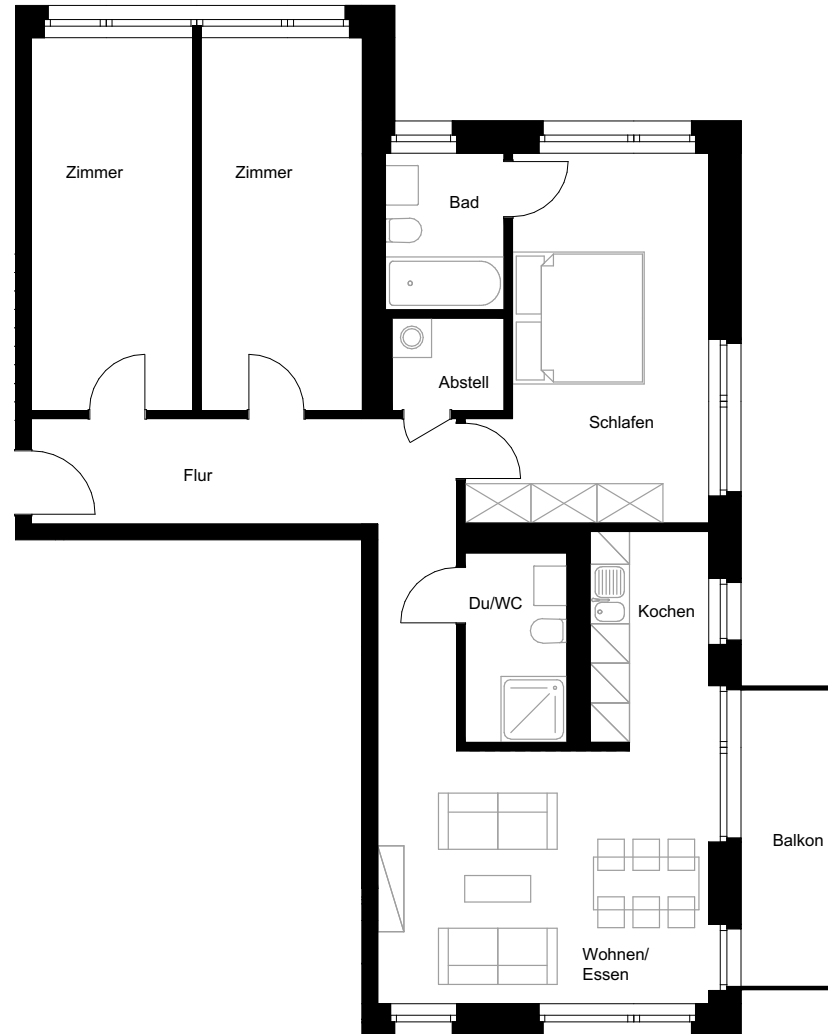 Zimmer
Zimmer
Bad
Abstell
Schlafen
Flur
Du/WC
Kochen
Balkon
Wohnen/
Essen